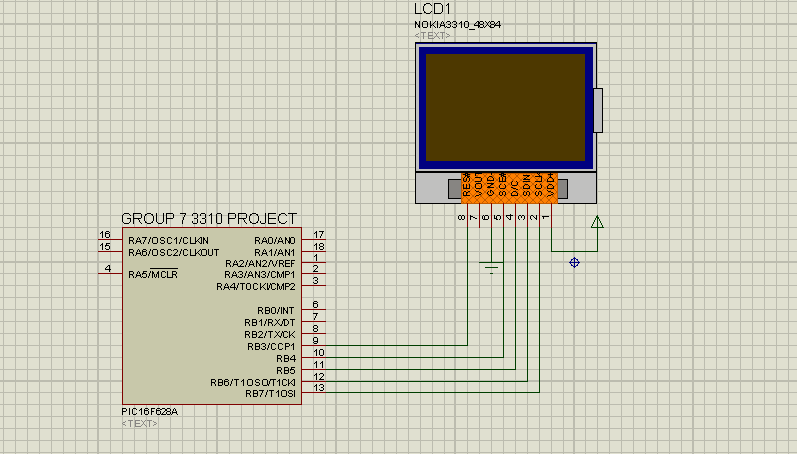 LCD1
NOKIA3310_48X84
<TEXT>
RES
VOUT
GND
SCE
D/C
SDIN
SCLK
VDD
8 7 6 5 4 3 2 1
GROUP 7 3310 PROJECT
16 RA7/OSC1/CLKIN RA0/AN0 17
15 RA6/OSC2/CLKOUT RA1/AN1 18
RA2/AN2/VREF 1
4 RA5/MCLR RA3/AN3/CMP1 2
RA4/TOCKI/CMP2 3
RB0/INT 6
RB1/RX/DT 7
RB2/TX/CK 8
RB3/CCP1 9
RB4 10
RB5 11
RB6/T1OSO/T1CKI 12
RB7/T1OSI 13
PIC16F628A
<TEXT>